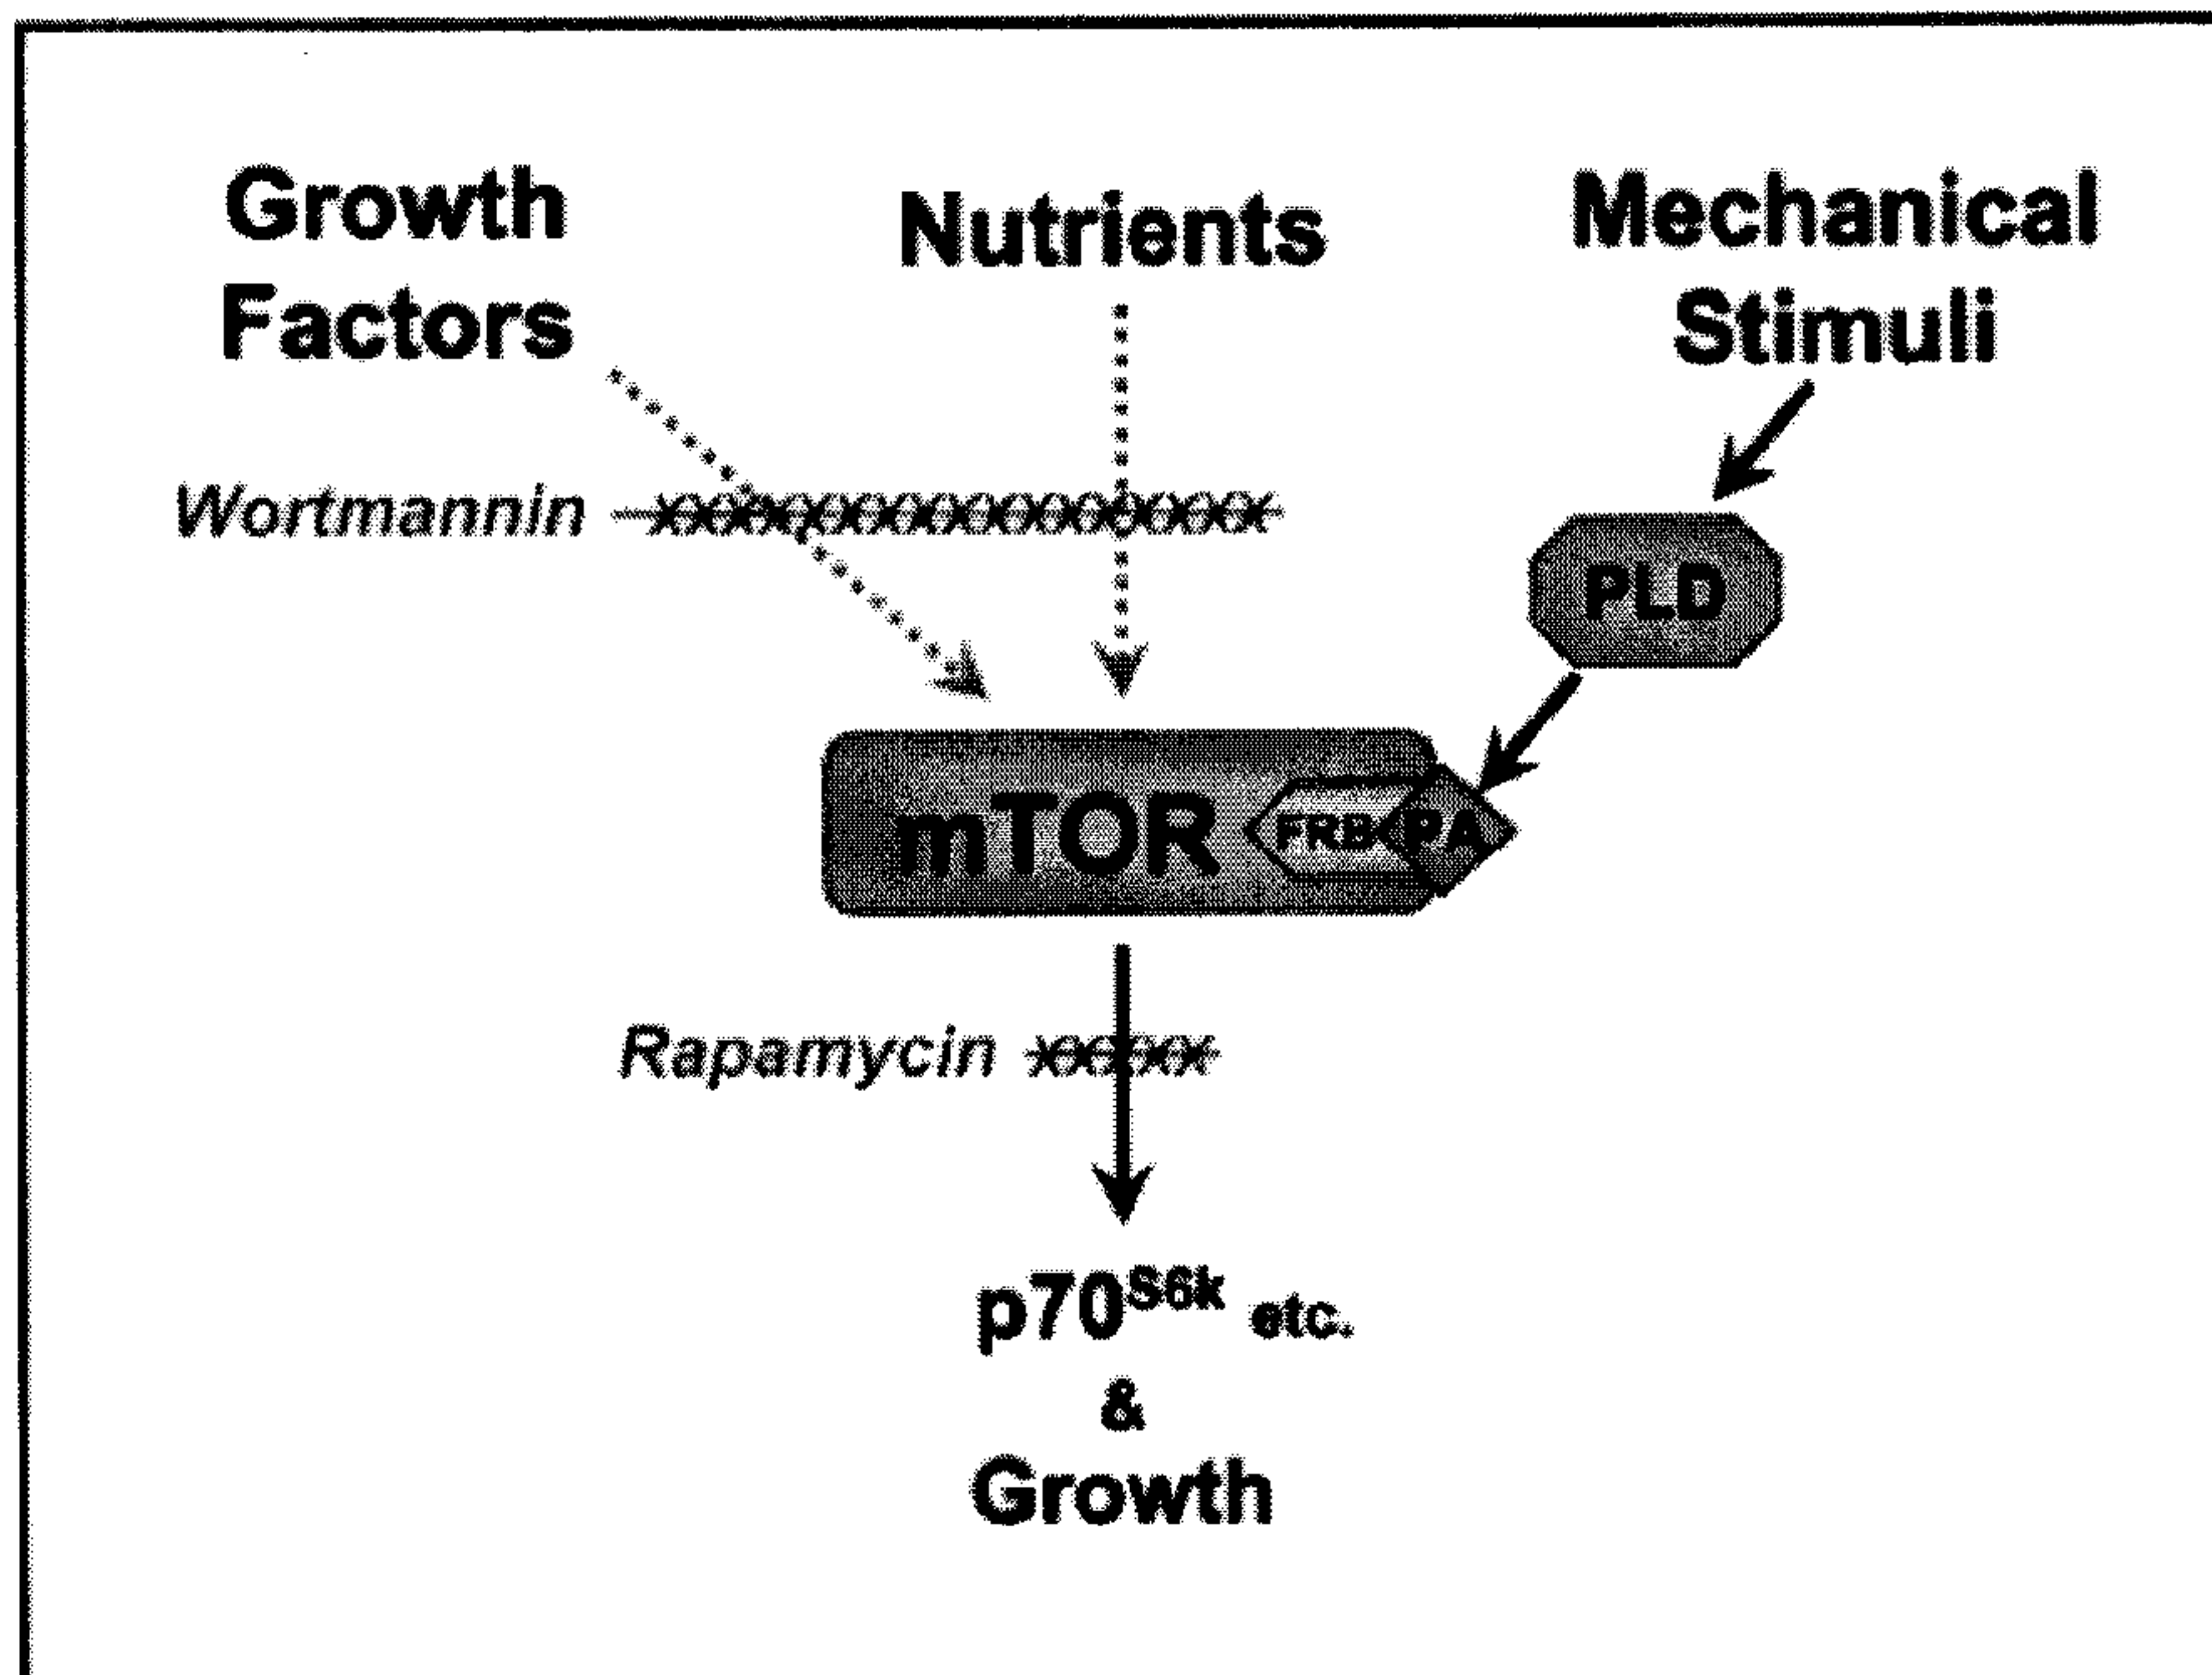 Growth
Factors
Nutrients
Mechanical
Stimuli
Wortmannin
PLD
mTOR
FRB
PA
Rapamycin
p70S6k etc.
&
Growth